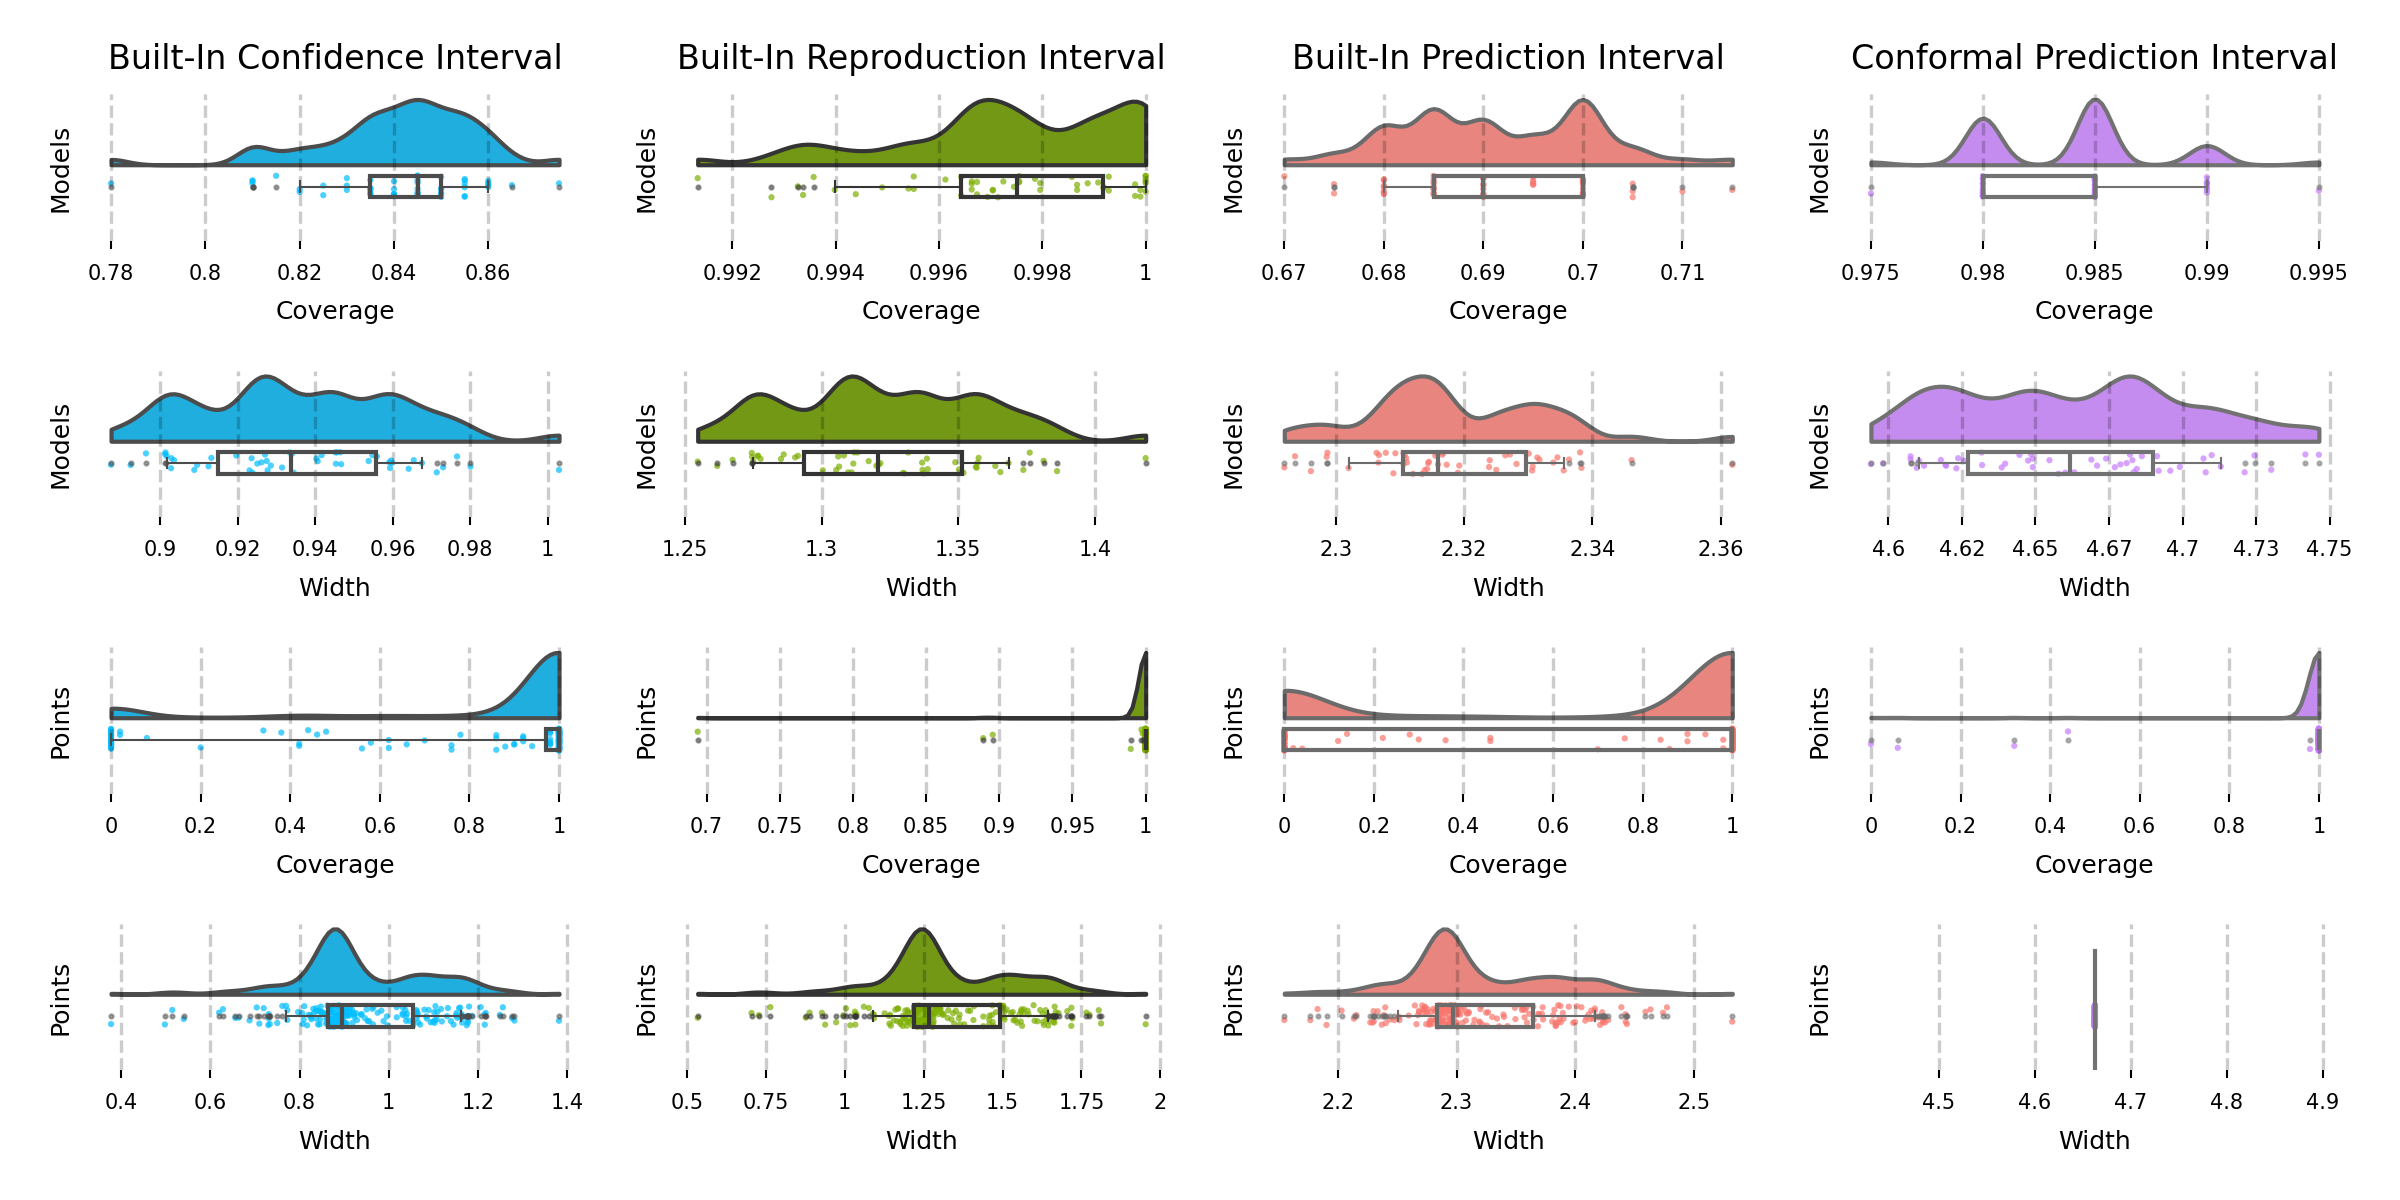 Built-In Confidence Interval Built-In Reproduction Interval Built-In Prediction Interval Conformal Prediction Interval
Models Models Models Models
0.78 0.8 0.82 0.84 0.86 0.992 0.994 0.996 0.998 1 0.67 0.68 0.69 0.7 0.71 0.975 0.98 0.985 0.99 0.995
Coverage Coverage Coverage Coverage
Models Models Models Models
0.9 0.92 0.94 0.96 0.98 1 1.25 1.3 1.35 1.4 2.3 2.32 2.34 2.36 4.6 4.62 4.65 4.67 4.7 4.73 4.75
Width Width Width Width
Points Points Points Points
0 0.2 0.4 0.6 0.8 1 0.7 0.75 0.8 0.85 0.9 0.95 1 0 0.2 0.4 0.6 0.8 1 0 0.2 0.4 0.6 0.8 1
Coverage Coverage Coverage Coverage
Points Points Points Points
0.4 0.6 0.8 1 1.2 1.4 0.5 0.75 1 1.25 1.5 1.75 2 2.2 2.3 2.4 2.5 4.5 4.6 4.7 4.8 4.9
Width Width Width Width